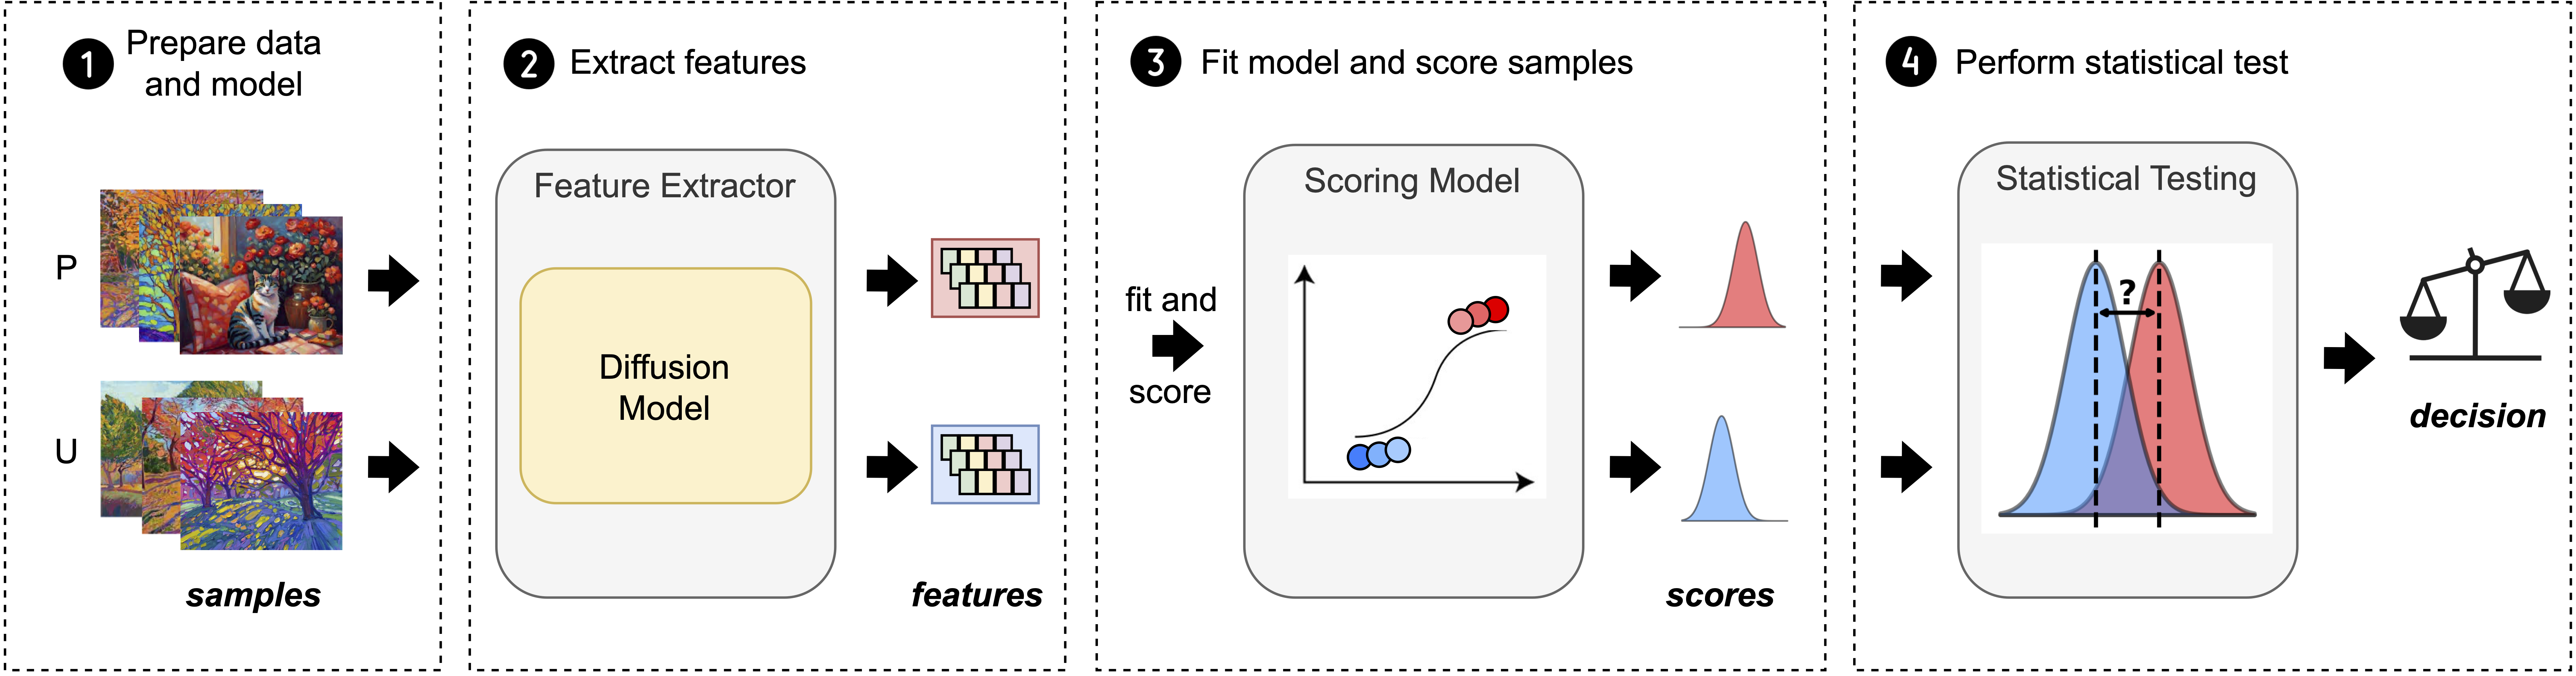 1 Prepare data
and model
P
U
samples
2 Extract features
Feature Extractor
Diffusion
Model
features
3 Fit model and score samples
fit and
score
Scoring Model
scores
4 Perform statistical test
Statistical Testing
?
decision